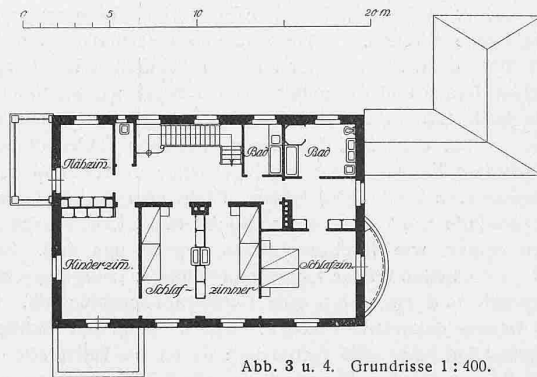 0 5 10 20 m
Nähzim.
Bad
Bad
Kinderzim.
Schlaf-
zimmer
Schlafzim.
Abb. 3 u. 4. Grundrisse 1 : 400.